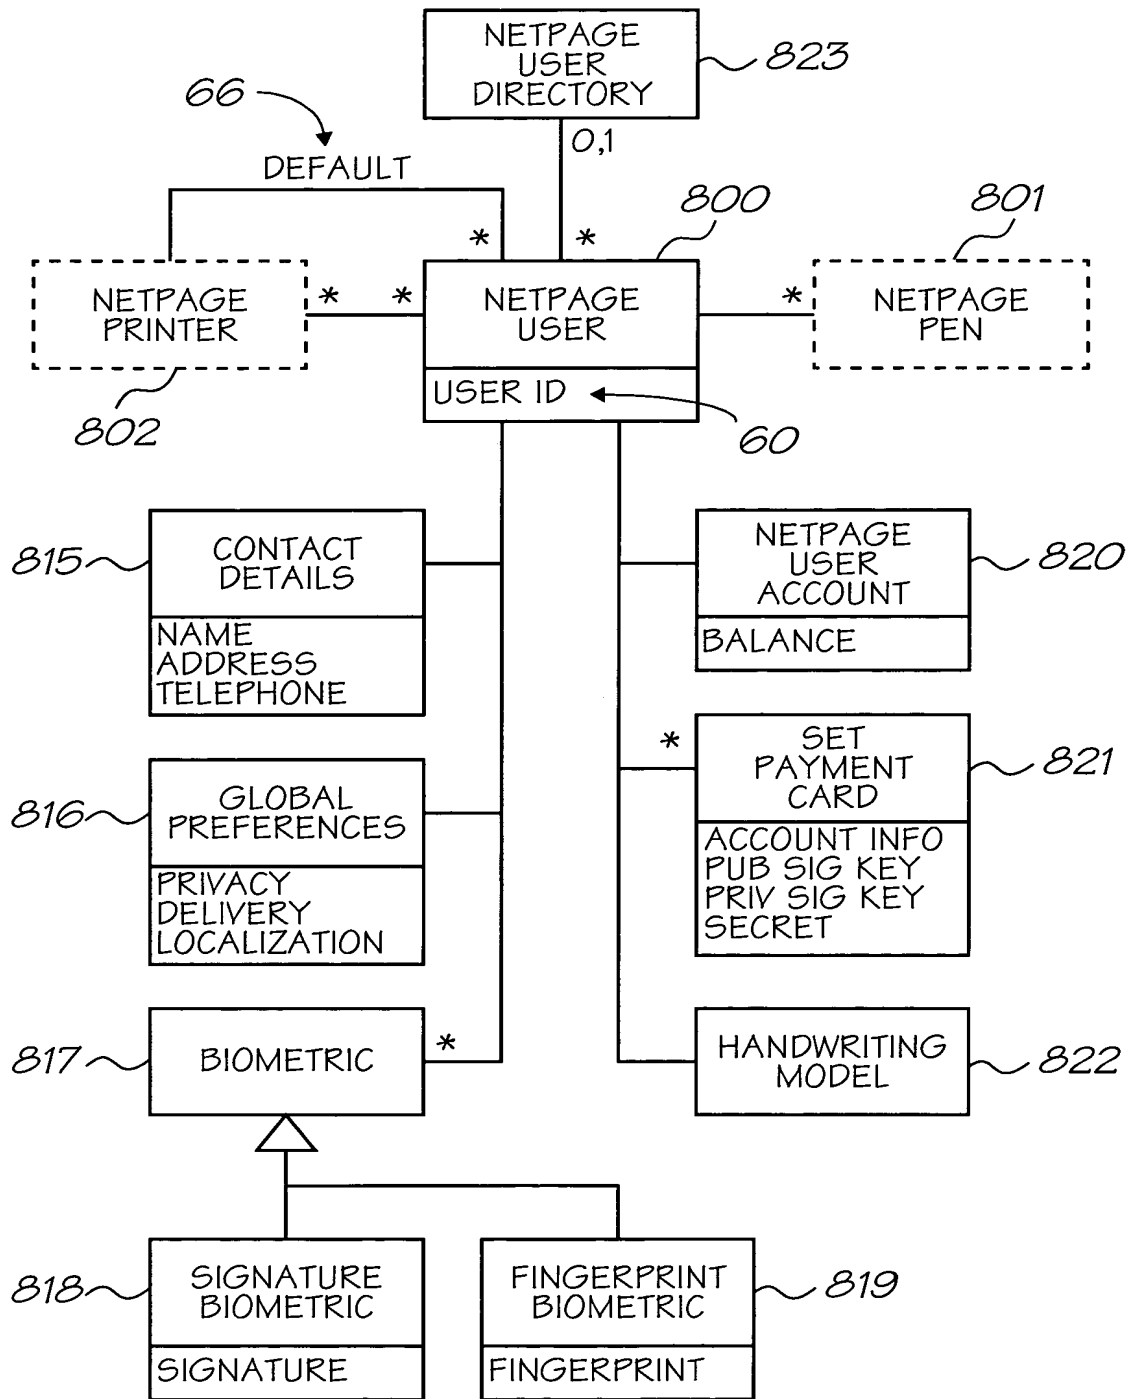 NETPAGE
USER
DIRECTORY
823
66
0,1
DEFAULT
800
801
*
*
NETPAGE
PRINTER
*
*
NETPAGE
USER
*
NETPAGE
PEN
USER ID
802
60
815
CONTACT
DETAILS
NAME
ADDRESS
TELEPHONE
NETPAGE
USER
ACCOUNT
820
BALANCE
816
GLOBAL
PREFERENCES
PRIVACY
DELIVERY
LOCALIZATION
*
SET
PAYMENT
CARD
821
ACCOUNT INFO
PUB SIG KEY
PRIV SIG KEY
SECRET
817
BIOMETRIC
*
HANDWRITING
MODEL
822
818
SIGNATURE
BIOMETRIC
SIGNATURE
FINGERPRINT
BIOMETRIC
819
FINGERPRINT